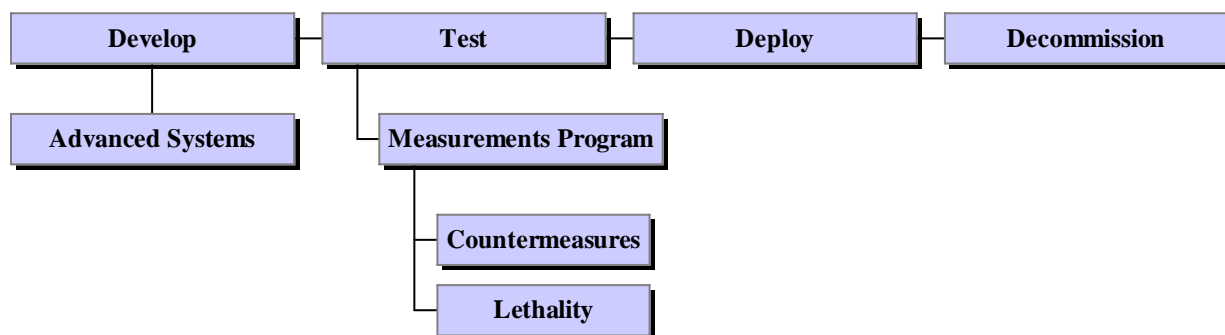 Develop
Test
Deploy
Decommission
Advanced Systems
Measurements Program
Countermeasures
Lethality